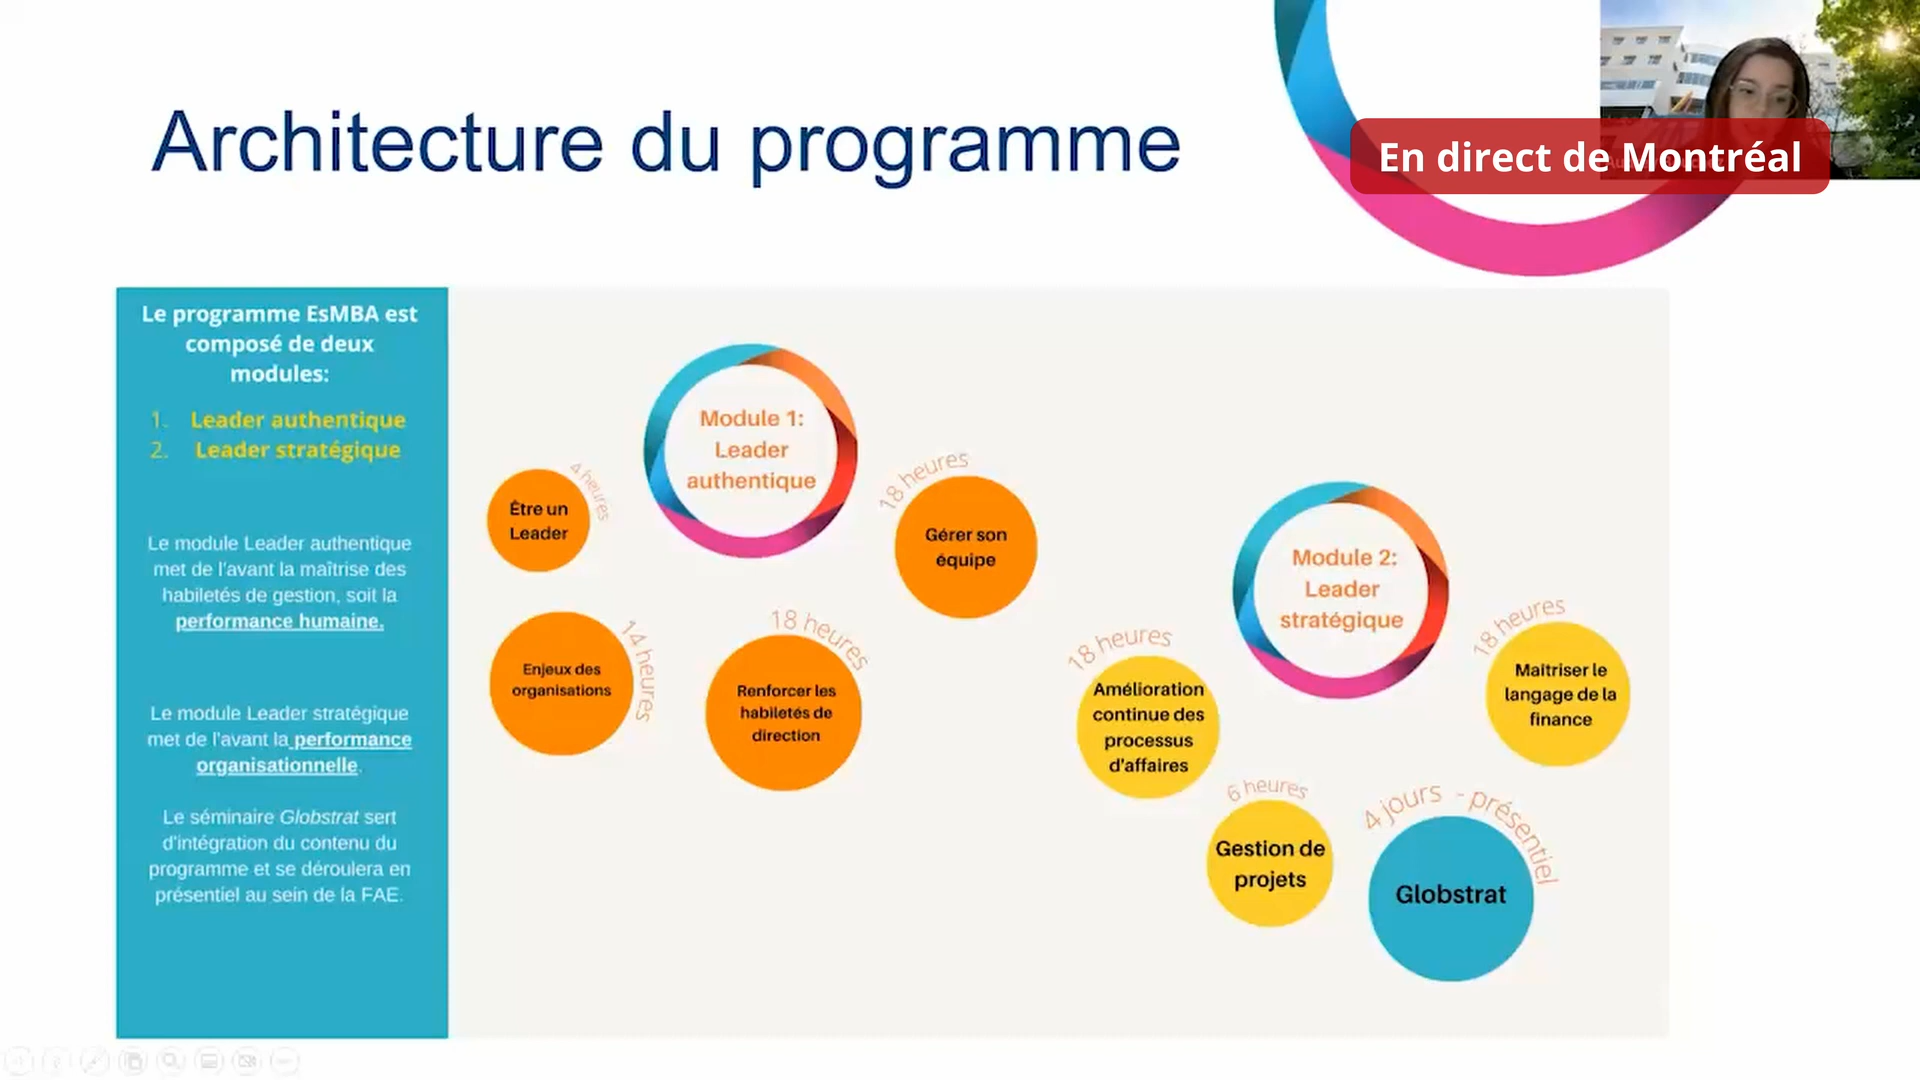 Architecture du programme
En direct de Montréal
Le programme EsMBA est
composé de deux
modules:
1. Leader authentique
2. Leader stratégique
Le module Leader authentique
met de l'avant la maîtrise des
habiletés de gestion, soit la
performance humaine.
Le module Leader stratégique
met de l'avant la performance
organisationnelle.
Le séminaire Globstrat sert
d'intégration du contenu du
programme et se déroulera en
présentiel au sein de la FAE.
Module 1:
Leader
authentique
4 heures
Être un
Leader
18 heures
Gérer son
équipe
14 heures
Enjeux des
organisations
18 heures
Renforcer les
habiletés de
direction
Module 2:
Leader
stratégique
18 heures
Amélioration
continue des
processus
d'affaires
18 heures
Maîtriser le
langage de la
finance
6 heures
Gestion de
projets
4 jours - présentiel
Globstrat